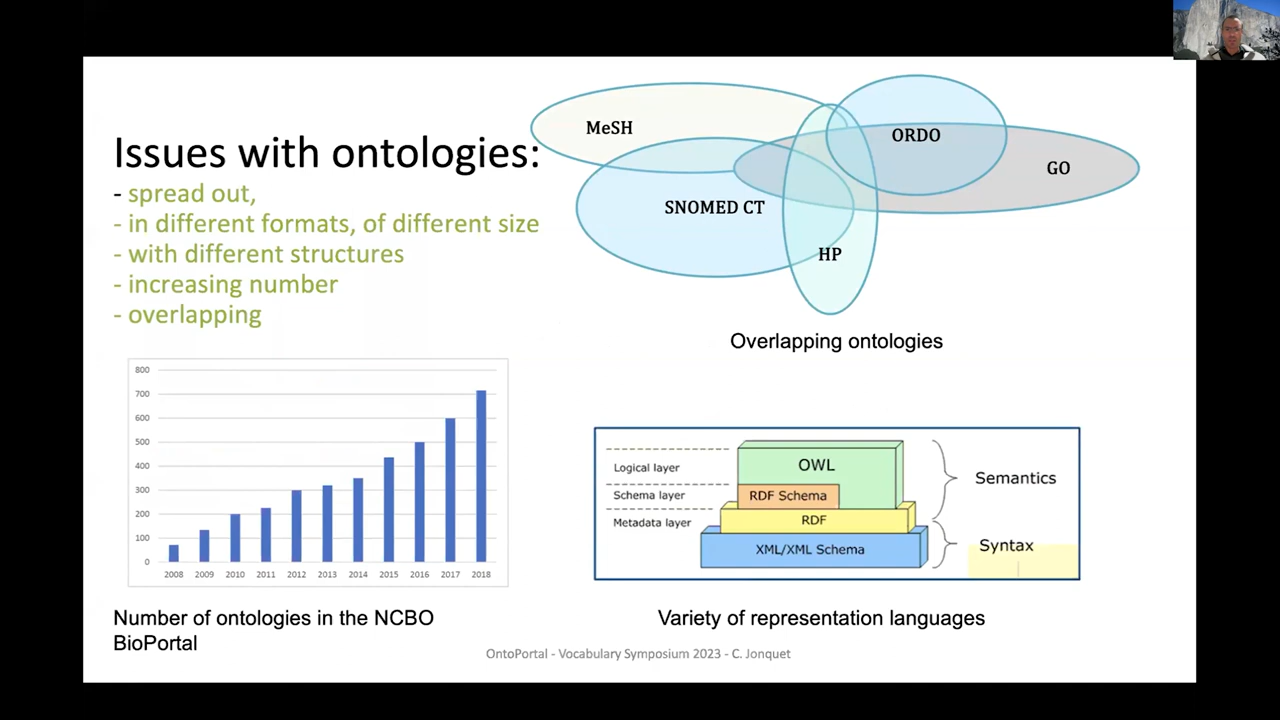 Issues with ontologies:
- spread out,
- in different formats, of different size
- with different structures
- increasing number
- overlapping
MeSH
ORDO
GO
SNOMED CT
HP
Overlapping ontologies
800
700
600
500
400
300
200
100
0
2008 2009 2010 2011 2012 2013 2014 2015 2016 2017 2018
Number of ontologies in the NCBO
BioPortal
Logical layer
Schema layer
Metadata layer
OWL
RDF Schema
RDF
XML/XML Schema
Semantics
Syntax
Variety of representation languages
OntoPortal - Vocabulary Symposium 2023 - C. Jonquet